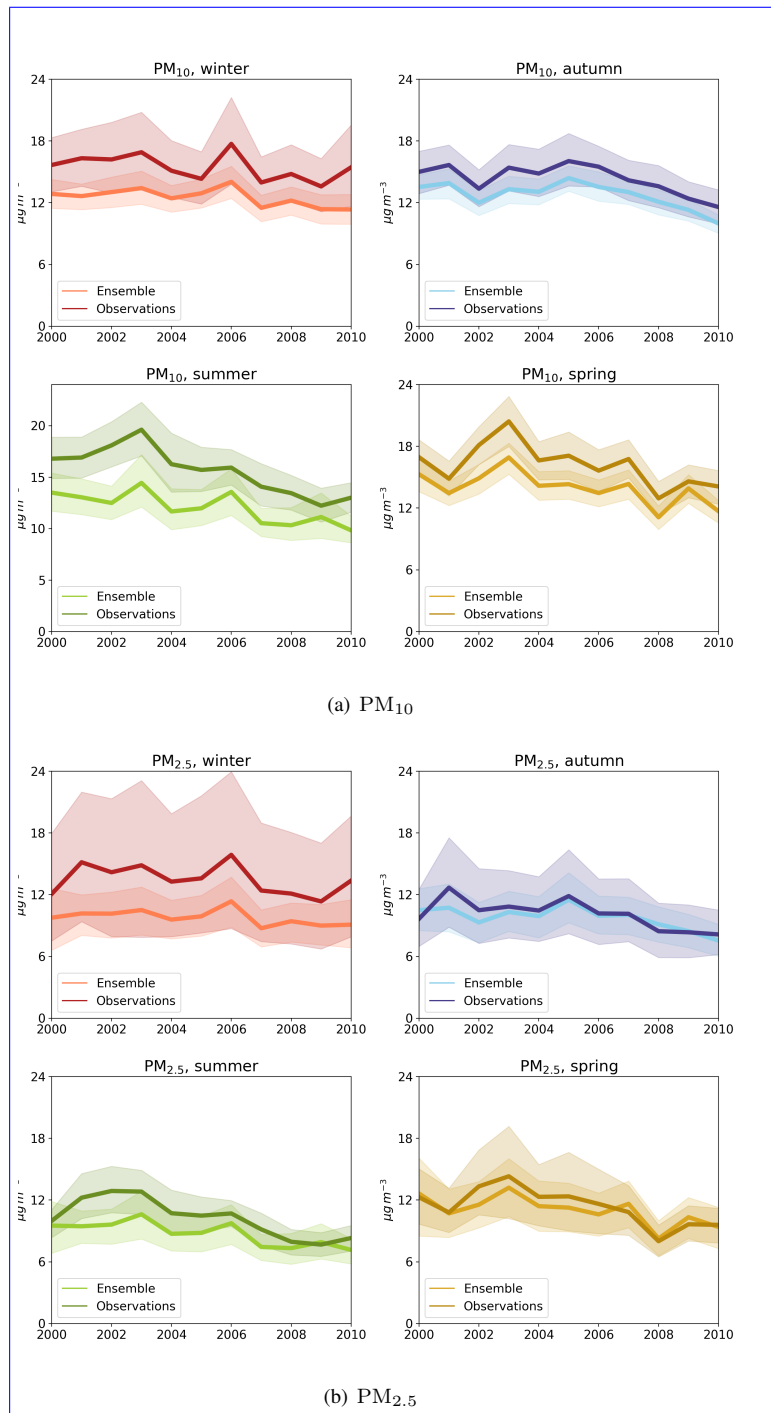 PM₁₀, winter
24
18
12
6
0
µg m⁻
Ensemble
Observations
2000 2002 2004 2006 2008 2010
PM₁₀, autumn
24
18
12
6
0
µg m⁻³
Ensemble
Observations
2000 2002 2004 2006 2008 2010
PM₁₀, summer
20
15
10
5
0
µg m⁻
Ensemble
Observations
2000 2002 2004 2006 2008 2010
PM₁₀, spring
24
18
12
6
0
µg m⁻³
Ensemble
Observations
2000 2002 2004 2006 2008 2010
(a) PM₁₀
PM₂.₅, winter
24
18
12
6
0
µg m⁻
Ensemble
Observations
2000 2002 2004 2006 2008 2010
PM₂.₅, autumn
24
18
12
6
0
µg m⁻³
Ensemble
Observations
2000 2002 2004 2006 2008 2010
PM₂.₅, summer
24
18
12
6
0
µg m⁻
Ensemble
Observations
2000 2002 2004 2006 2008 2010
PM₂.₅, spring
24
18
12
6
0
µg m⁻³
Ensemble
Observations
2000 2002 2004 2006 2008 2010
(b) PM₂.₅